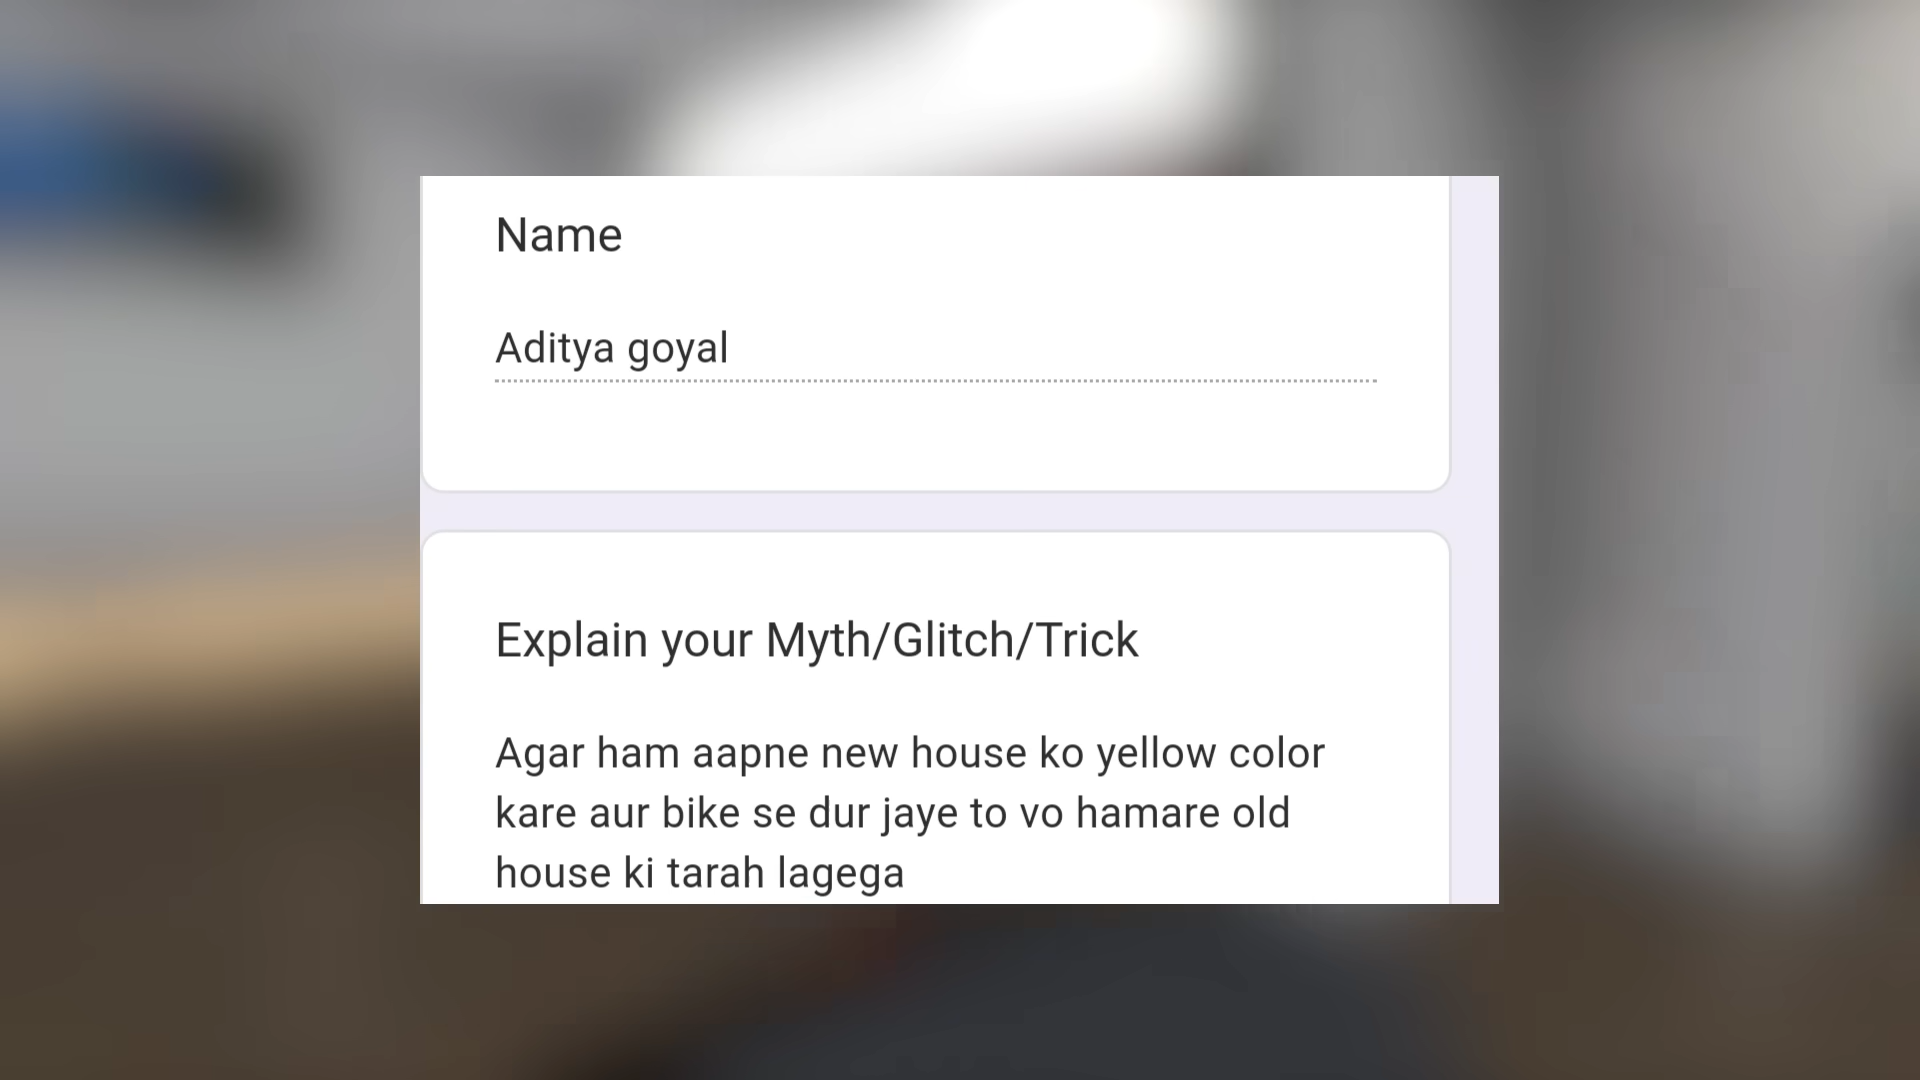 Name
Aditya goyal
Explain your Myth/Glitch/Trick
Agar ham aapne new house ko yellow color
kare aur bike se dur jaye to vo hamare old
house ki tarah lagega